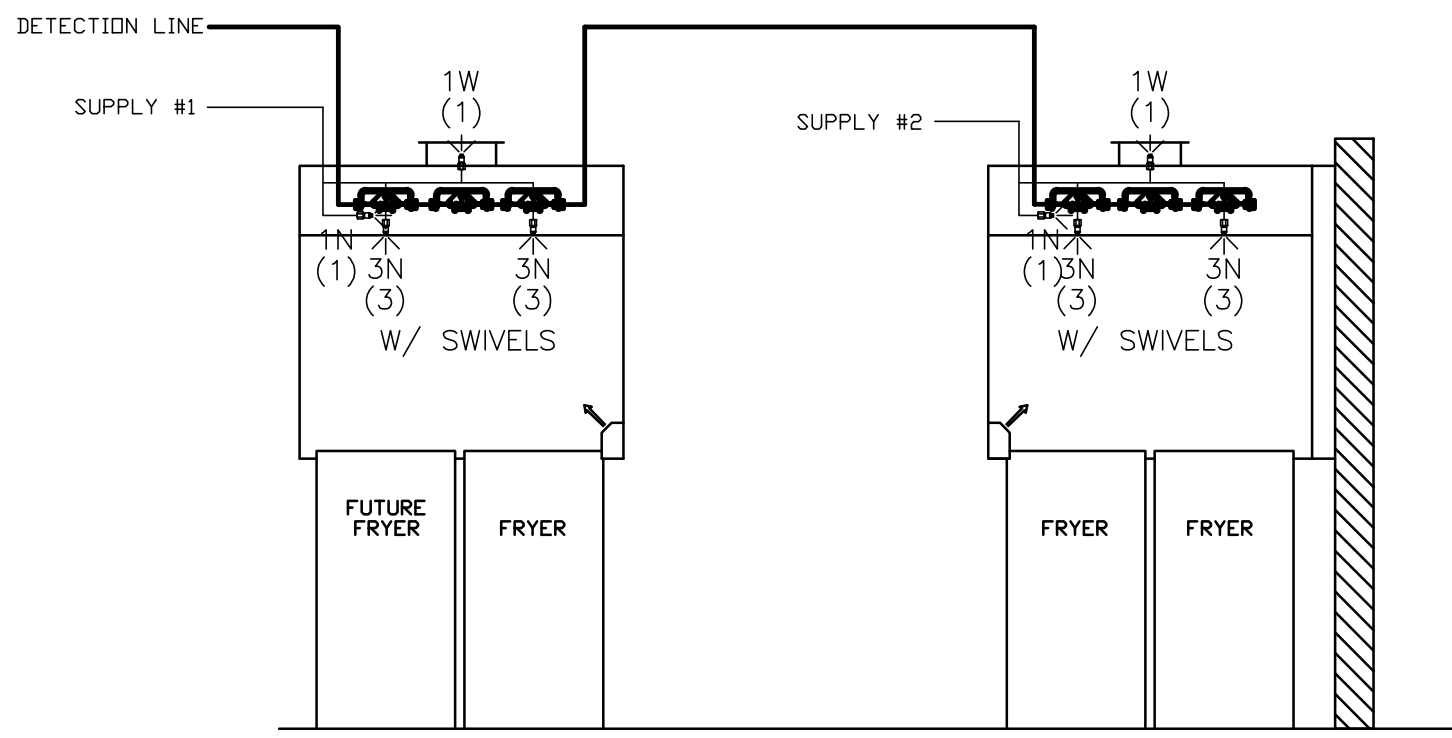 DETECTION LINE
1W
(1)
1W
(1)
SUPPLY #1
SUPPLY #2
1N
(1)
3N
(3)
3N
(3)
1N
(1)
3N
(3)
3N
(3)
W/ SWIVELS
W/ SWIVELS
FUTURE
FRYER
FRYER
FRYER
FRYER